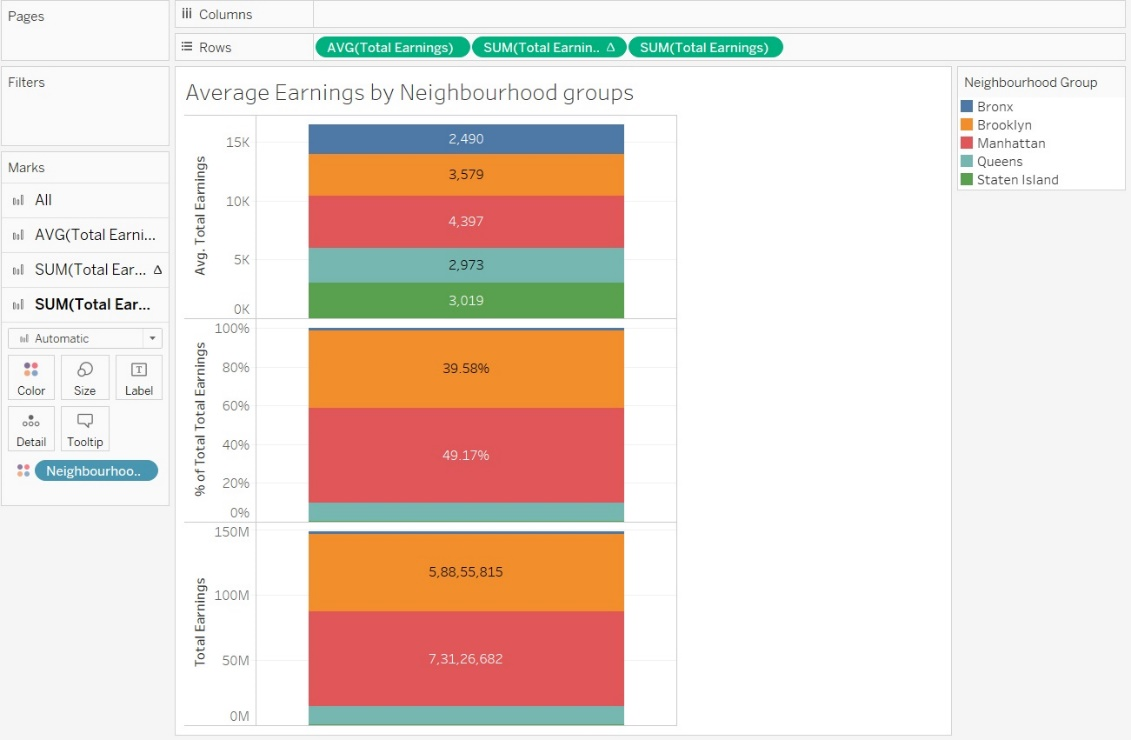 Pages
Columns
Rows
AVG(Total Earnings)
SUM(Total Earnin.. Δ
SUM(Total Earnings)
Filters
Marks
All
AVG(Total Earni...
SUM(Total Ear... Δ
SUM(Total Ear...
Automatic
Color
Size
Label
Detail
Tooltip
Neighbourhoo..
Average Earnings by Neighbourhood groups
Avg. Total Earnings
15K
10K
5K
0K
2,490
3,579
4,397
2,973
3,019
% of Total Total Earnings
100%
80%
60%
40%
20%
0%
39.58%
49.17%
Total Earnings
150M
100M
50M
0M
5,88,55,815
7,31,26,682
Neighbourhood Group
Bronx
Brooklyn
Manhattan
Queens
Staten Island